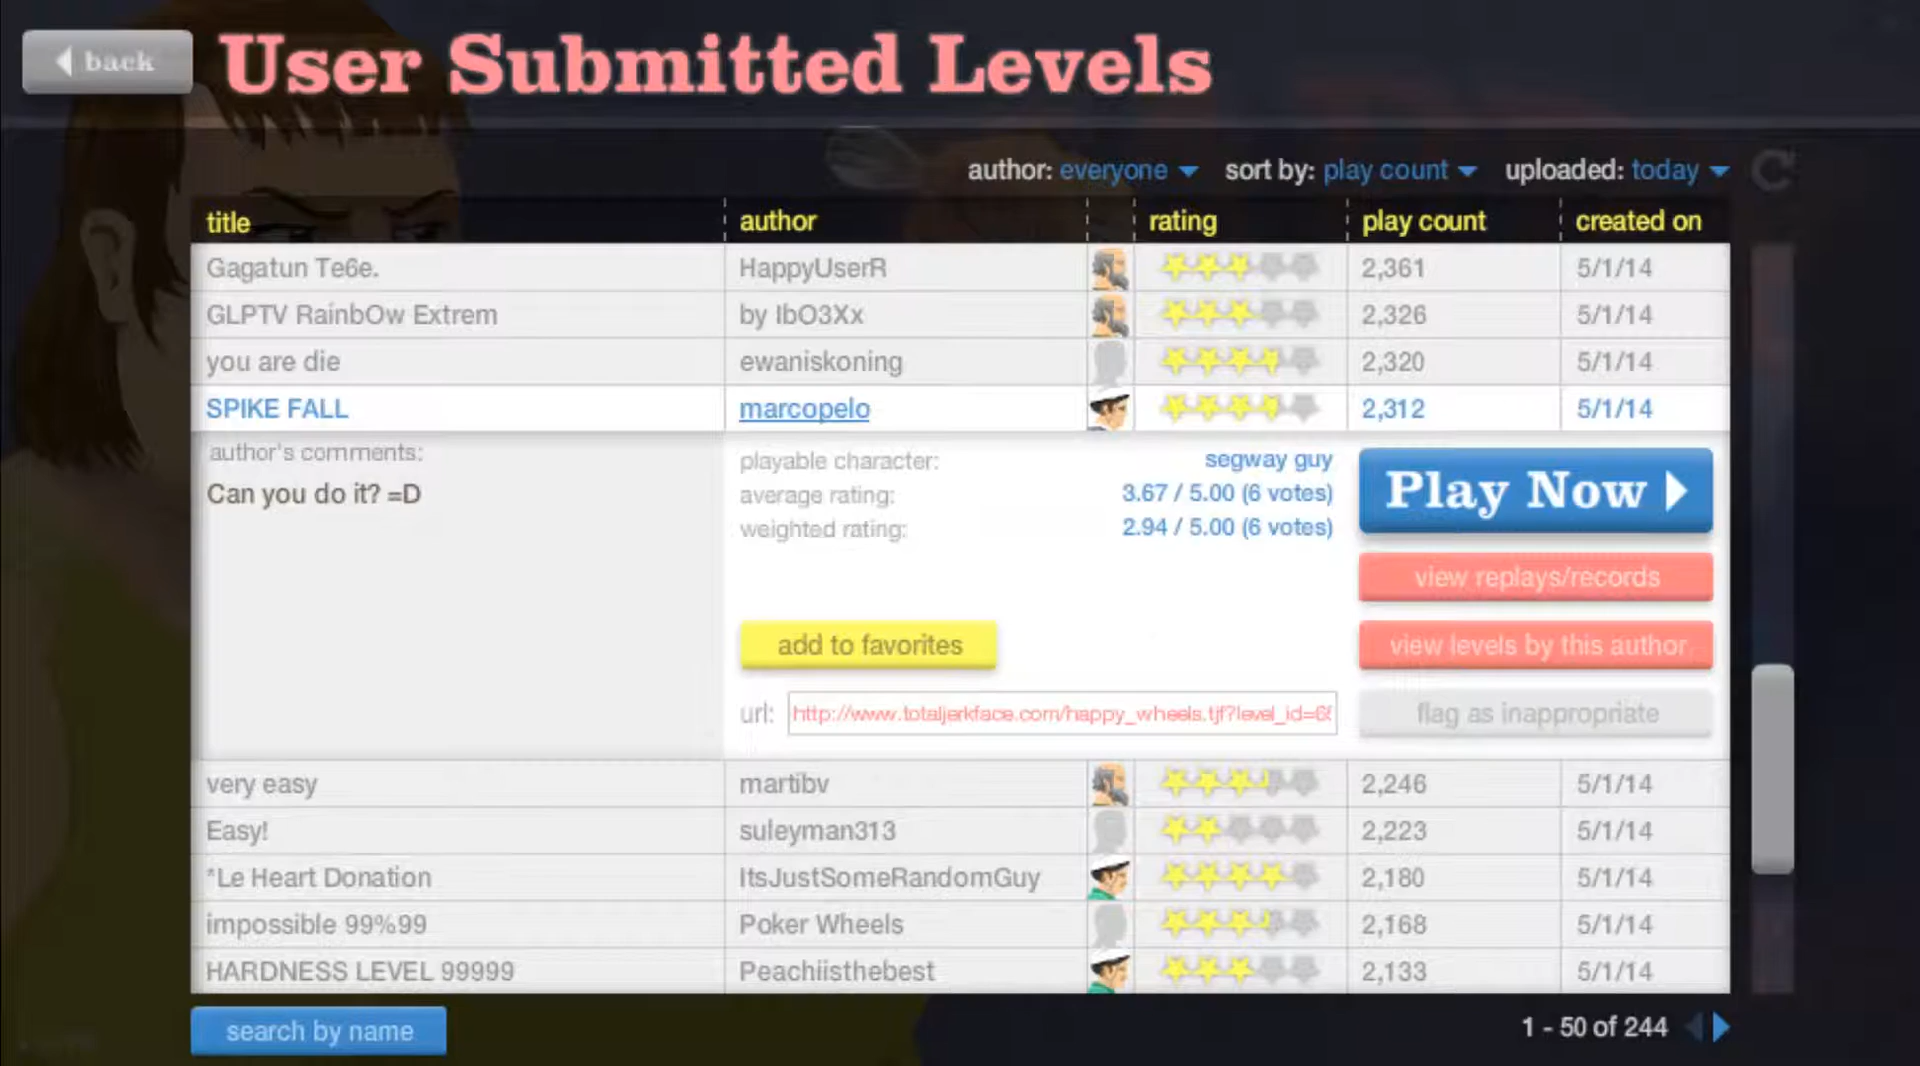 back
User Submitted Levels
author: everyone sort by: play count uploaded: today
title author rating play count created on
Gagatun Te6e. HappyUserR 2,361 5/1/14
GLPTV RainbOw Extrem by IbO3Xx 2,326 5/1/14
you are die ewaniskoning 2,320 5/1/14
SPIKE FALL marcopelo 2,312 5/1/14
author's comments:
Can you do it? =D
playable character: segway guy
average rating: 3.67 / 5.00 (6 votes)
weighted rating: 2.94 / 5.00 (6 votes)
Play Now
view replays/records
add to favorites
view levels by this author
url: http://www.totaljerkface.com/happy_wheels.tjf?level_id=6
flag as inappropriate
very easy martibv 2,246 5/1/14
Easy! suleyman313 2,223 5/1/14
*Le Heart Donation ItsJustSomeRandomGuy 2,180 5/1/14
impossible 99%99 Poker Wheels 2,168 5/1/14
HARDNESS LEVEL 99999 Peachiisthebest 2,133 5/1/14
search by name
1 - 50 of 244